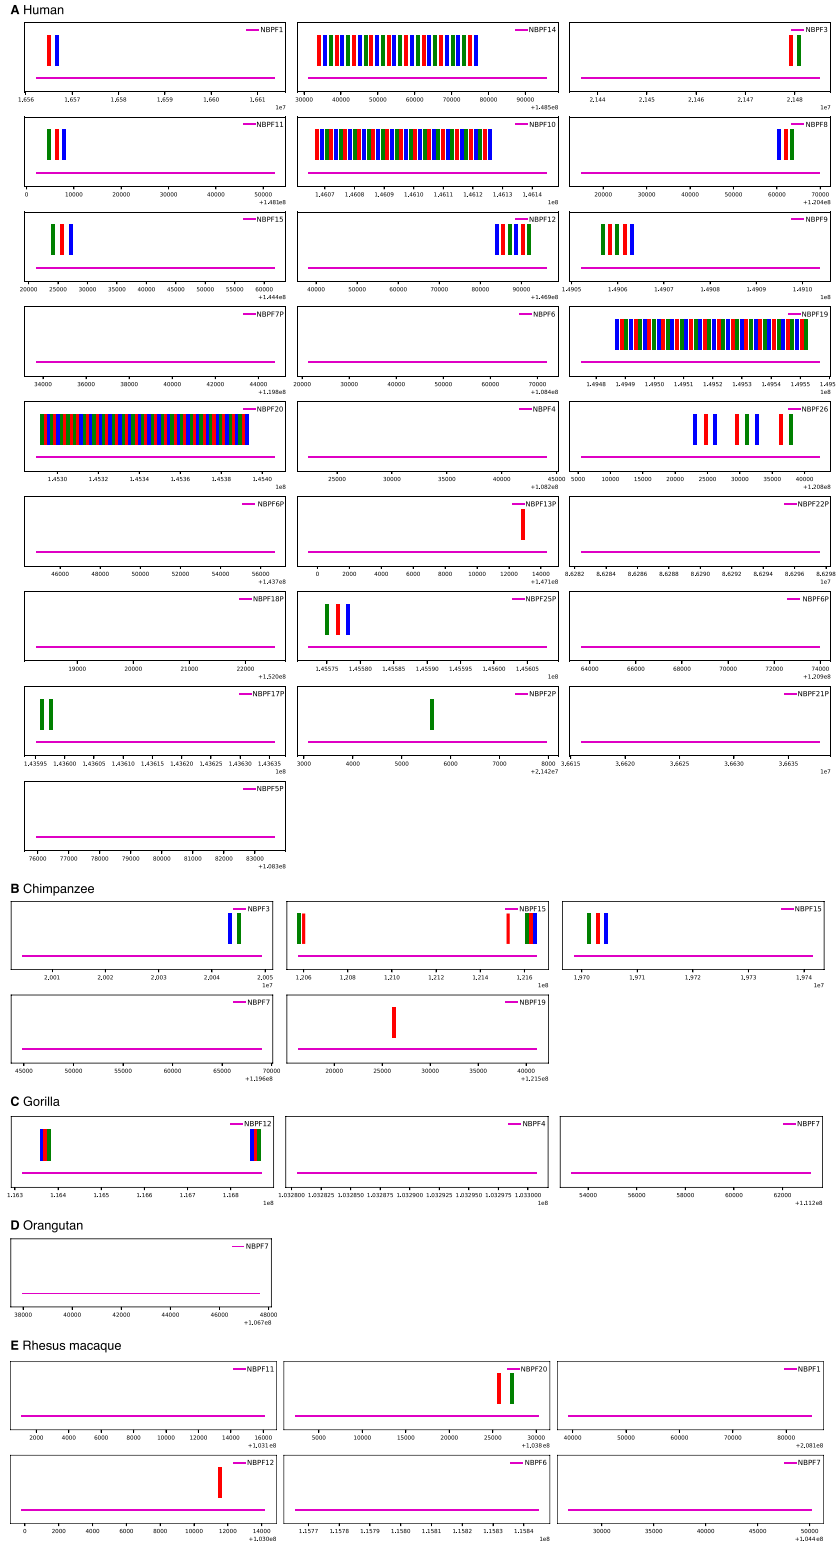 A Human
NBPF1 NBPF14 NBPF3
1.656 1.657 1.658 1.659 1.660 1.661 30000 40000 50000 60000 70000 80000 90000 2.144 2.145 2.146 2.147 2.148
1e7 +1.485e8 1e7
NBPF11 NBPF10 NBPF8
0 10000 20000 30000 40000 50000 1.4607 1.4608 1.4609 1.4610 1.4611 1.4612 1.4613 1.4614 20000 30000 40000 50000 60000 70000
+1.481e8 1e8 +1.204e8
NBPF15 NBPF12 NBPF9
20000 25000 30000 35000 40000 45000 50000 55000 60000 40000 50000 60000 70000 80000 90000 1.4905 1.4906 1.4907 1.4908 1.4909 1.4910
+1.444e8 +1.469e8 1e8
NBPF7P NBPF6 NBPF19
34000 36000 38000 40000 42000 44000 20000 30000 40000 50000 60000 70000 1.4948 1.4949 1.4950 1.4951 1.4952 1.4953 1.4954 1.4955 1.495
+1.198e8 +1.084e8 1e8
NBPF20 NBPF4 NBPF26
1.4530 1.4532 1.4534 1.4536 1.4538 1.4540 25000 30000 35000 40000 45000 5000 10000 15000 20000 25000 30000 35000 40000
1e8 +1.082e8 +1.208e8
NBPF6P NBPF13P NBPF22P
46000 48000 50000 52000 54000 56000 0 2000 4000 6000 8000 10000 12000 14000 8.6282 8.6284 8.6286 8.6288 8.6290 8.6292 8.6294 8.6296 8.6298
+1.437e8 +1.471e8 1e7
NBPF18P NBPF25P NBPF6P
19000 20000 21000 22000 1.45575 1.45580 1.45585 1.45590 1.45595 1.45600 1.45605 64000 66000 68000 70000 72000 74000
+1.520e8 1e8 +1.209e8
NBPF17P NBPF2P NBPF21P
1.43595 1.43600 1.43605 1.43610 1.43615 1.43620 1.43625 1.43630 1.43635 3000 4000 5000 6000 7000 8000 3.6615 3.6620 3.6625 3.6630 3.6635
1e8 +2.142e7 1e7
NBPF5P
76000 77000 78000 79000 80000 81000 82000 83000
+1.083e8
B Chimpanzee
NBPF3 NBPF15 NBPF15
2.001 2.002 2.003 2.004 2.005 1.206 1.208 1.210 1.212 1.214 1.216 1.970 1.971 1.972 1.973 1.974
1e7 1e8 1e7
NBPF7 NBPF19
45000 50000 55000 60000 65000 70000 20000 25000 30000 35000 40000
+1.196e8 +1.215e8
C Gorilla
NBPF12 NBPF4 NBPF7
1.163 1.164 1.165 1.166 1.167 1.168 1.032800 1.032825 1.032850 1.032875 1.032900 1.032925 1.032950 1.032975 1.033000 54000 56000 58000 60000 62000
1e8 1e8 +1.112e8
D Orangutan
NBPF7
38000 40000 42000 44000 46000 48000
+1.067e8
E Rhesus macaque
NBPF11 NBPF20 NBPF1
2000 4000 6000 8000 10000 12000 14000 16000 5000 10000 15000 20000 25000 30000 40000 50000 60000 70000 80000
+1.031e8 +1.038e8 +2.081e8
NBPF12 NBPF6 NBPF7
0 2000 4000 6000 8000 10000 12000 14000 1.1577 1.1578 1.1579 1.1580 1.1581 1.1582 1.1583 1.1584 30000 35000 40000 45000 50000
+1.030e8 1e8 +1.044e8